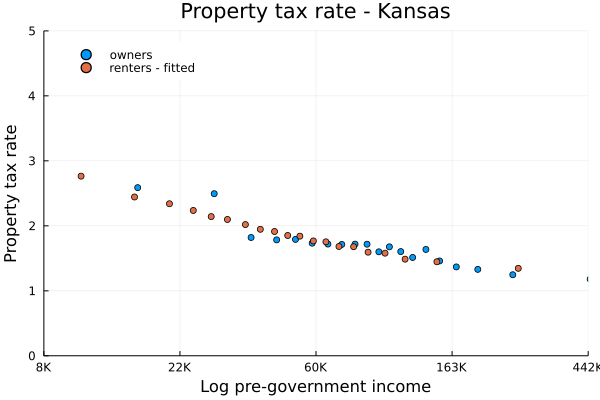 Property tax rate - Kansas
owners
renters - fitted
Property tax rate
5
4
3
2
1
0
8K 22K 60K 163K 442K
Log pre-government income